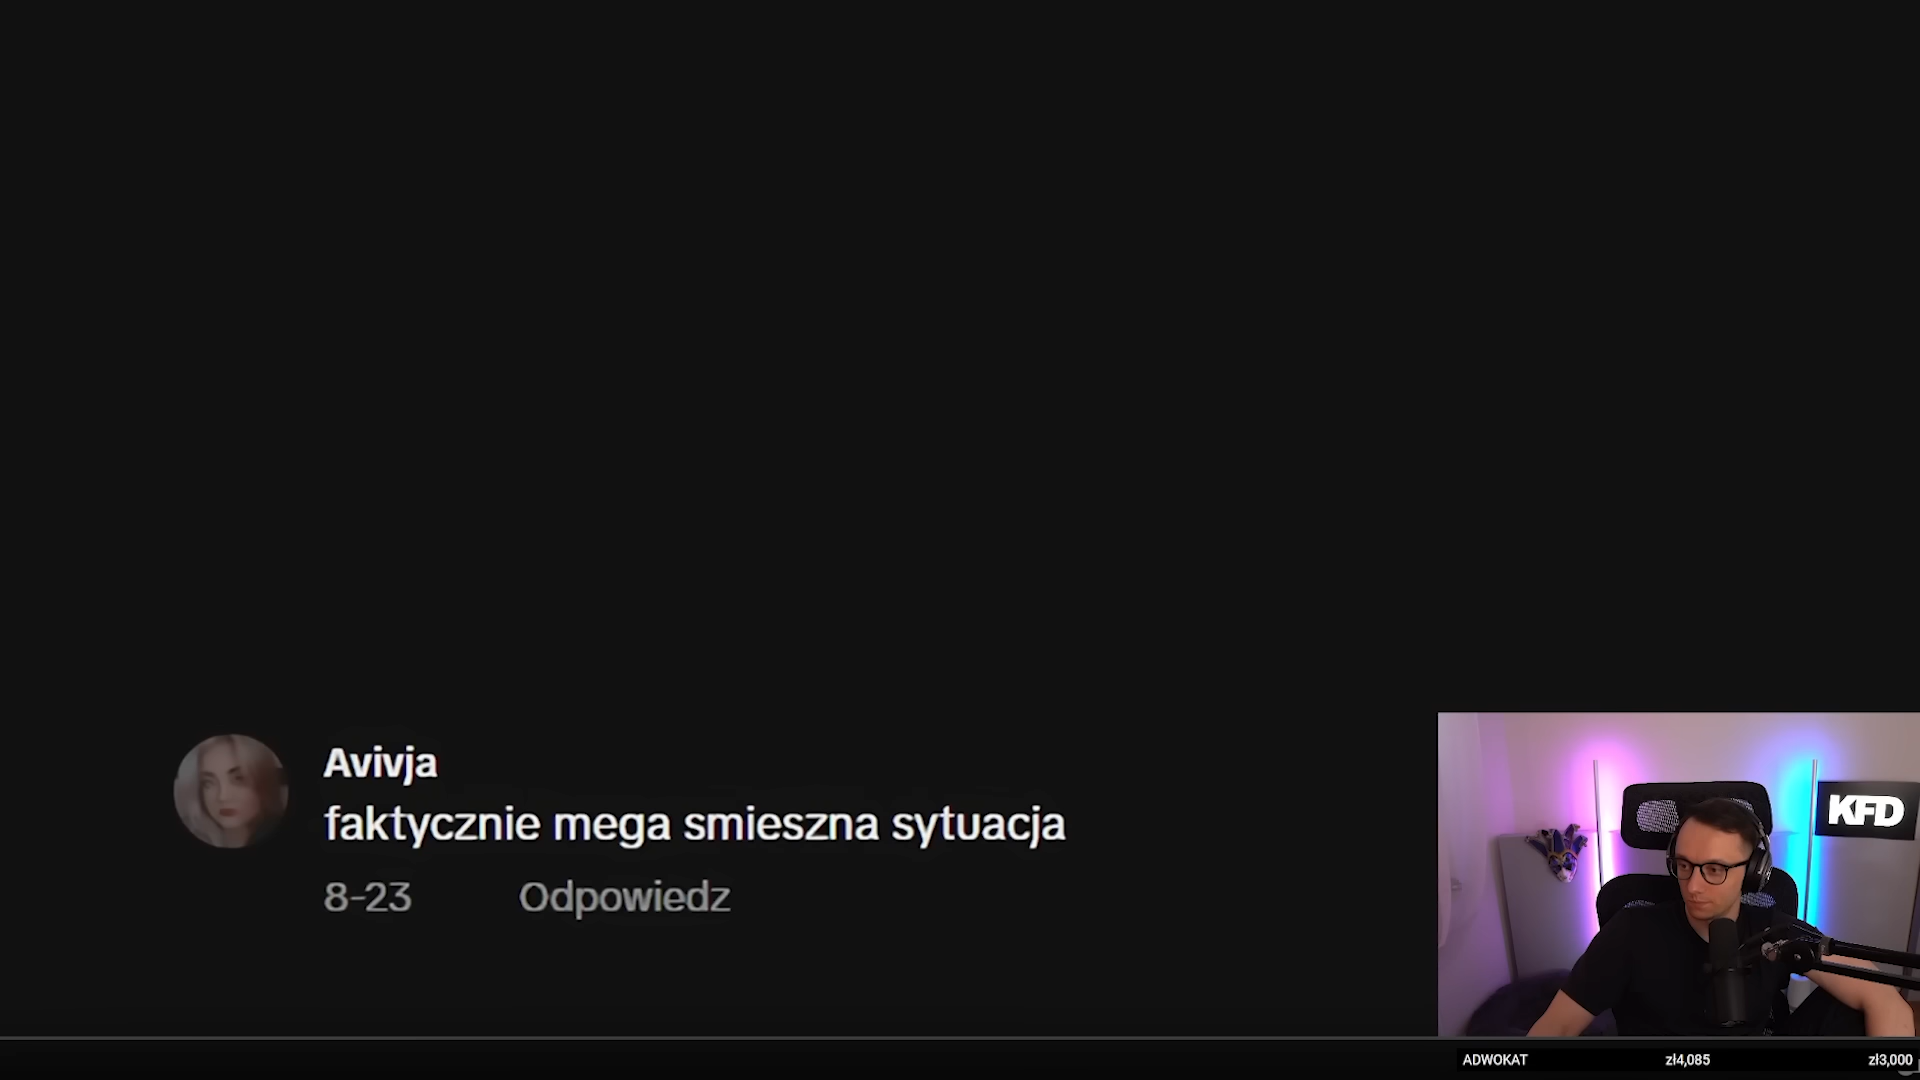 Avivja
faktycznie mega smieszna sytuacja
8-23 Odpowiedz
KFD
ADWOKAT zł4,085 zł3,000